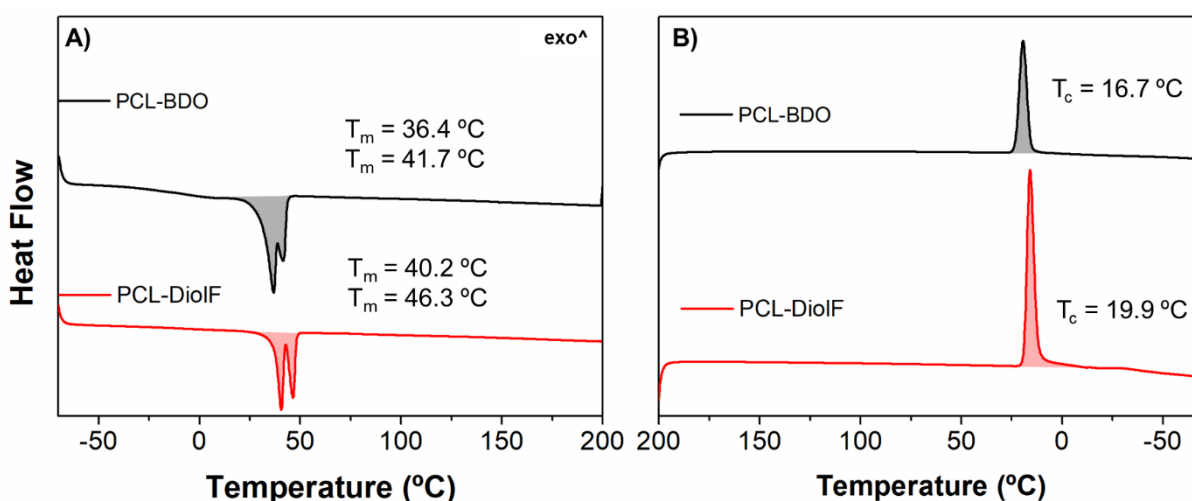 A)
exo^
PCL-BDO
Tm = 36.4 ºC
Tm = 41.7 ºC
Tm = 40.2 ºC
Tm = 46.3 ºC
PCL-DiolF
Heat Flow
-50
0
50
100
150
200
Temperature (ºC)
B)
PCL-BDO
Tc = 16.7 ºC
PCL-DiolF
Tc = 19.9 ºC
200
150
100
50
0
-50
Temperature (ºC)